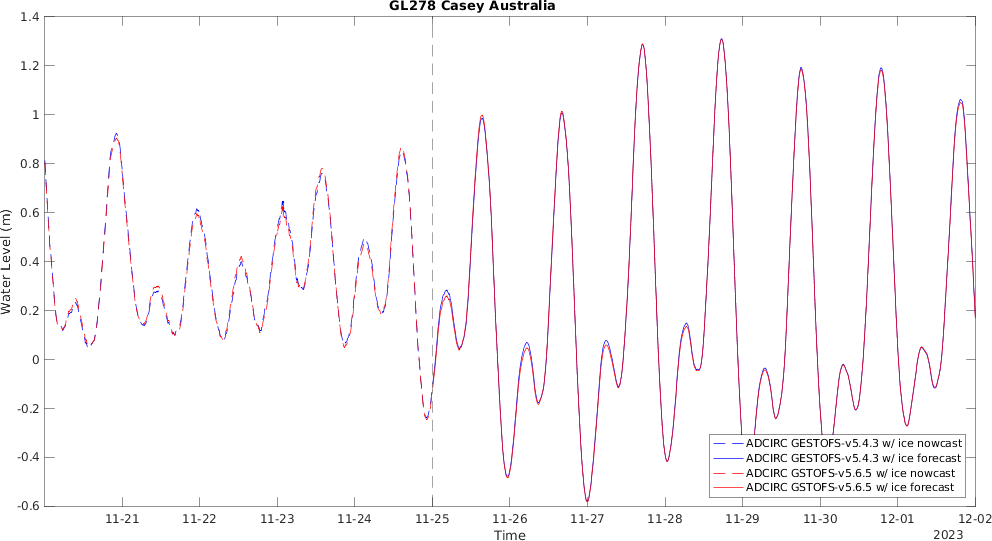 GL278 Casey Australia
Water Level (m)
1.4
1.2
1
0.8
0.6
0.4
0.2
0
-0.2
-0.4
-0.6
ADCIRC GESTOFS-v5.4.3 w/ ice nowcast
ADCIRC GESTOFS-v5.4.3 w/ ice forecast
ADCIRC GSTOFS-v5.6.5 w/ ice nowcast
ADCIRC GSTOFS-v5.6.5 w/ ice forecast
11-21 11-22 11-23 11-24 11-25 11-26 11-27 11-28 11-29 11-30 12-01 12-02
Time
2023